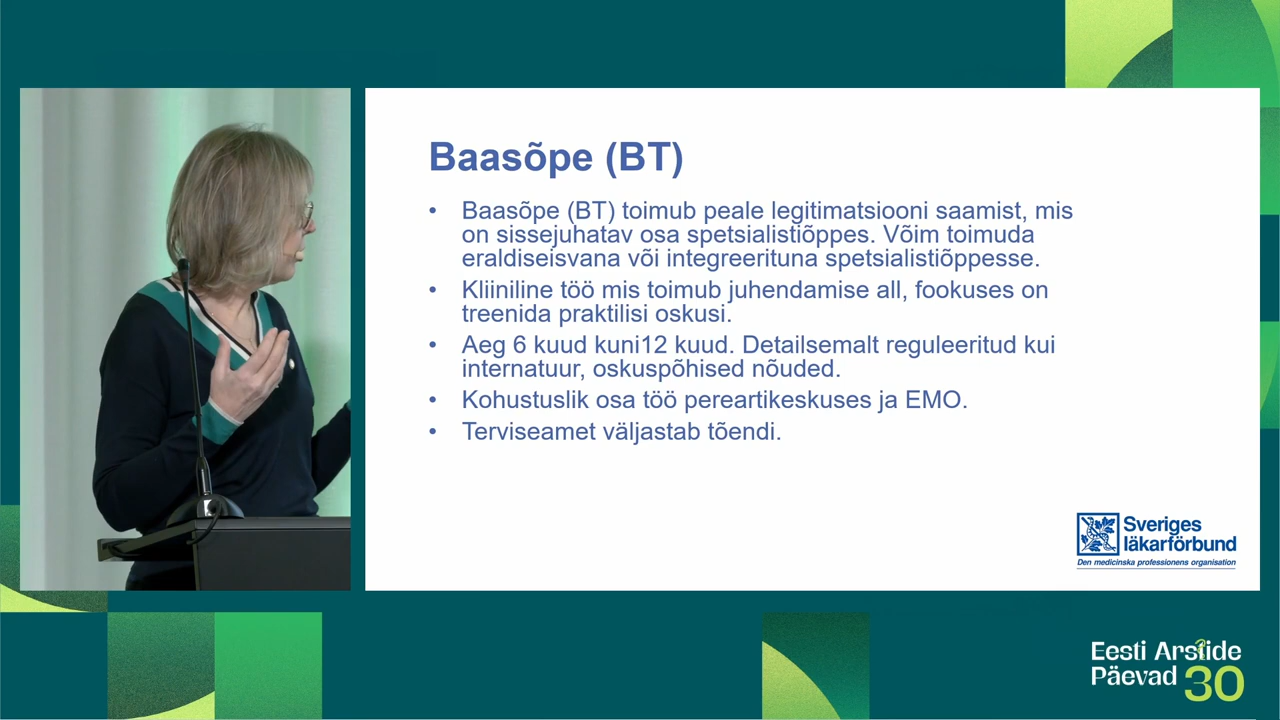 Baasõpe (BT)
• Baasõpe (BT) toimub peale legitimatsiooni saamist, mis
on sissejuhatav osa spetsialistiõppes. Võim toimuda
eraldiseisvana või integreerituna spetsialistiõppesse.
• Kliiniline töö mis toimub juhendamise all, fookuses on
treenida praktilisi oskusi.
• Aeg 6 kuud kuni12 kuud. Detailsemalt reguleeritud kui
internatuur, oskuspõhised nõuded.
• Kohustuslik osa töö pereartikeskuses ja EMO.
• Terviseamet väljastab tõendi.
Sveriges
läkarförbund
Den medicinska professionens organisation
Eesti Arstide
Päevad 30